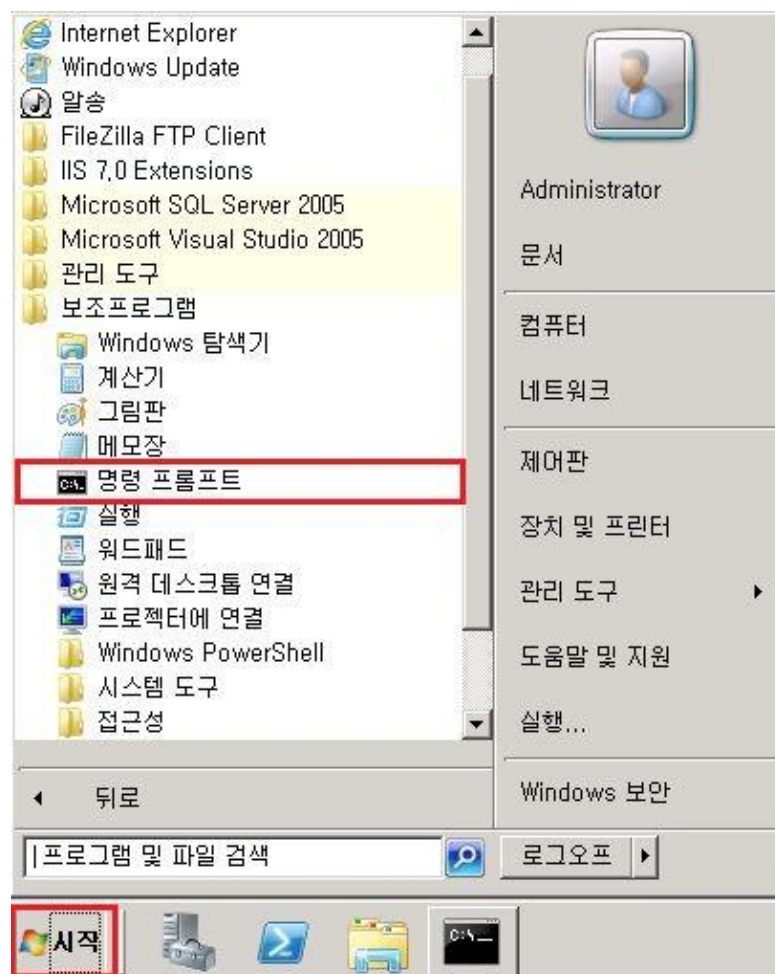 Internet Explorer
Windows Update
알송
FileZilla FTP Client
IIS 7.0 Extensions
Microsoft SQL Server 2005
Microsoft Visual Studio 2005
관리 도구
보조프로그램
Windows 탐색기
계산기
그림판
메모장
명령 프롬프트
실행
워드패드
원격 데스크톱 연결
프로젝터에 연결
Windows PowerShell
시스템 도구
접근성
뒤로
프로그램 및 파일 검색
Administrator
문서
컴퓨터
네트워크
제어판
장치 및 프린터
관리 도구
도움말 및 지원
실행...
Windows 보안
로그오프
시작
C:\_